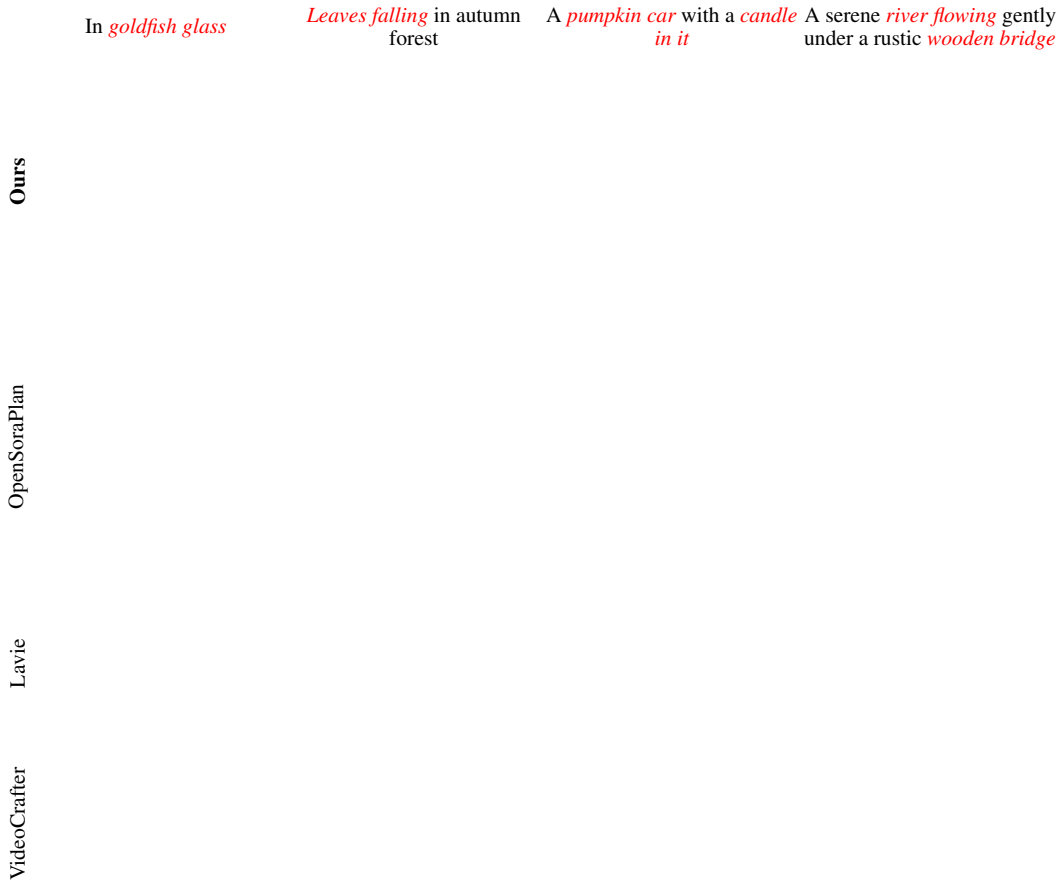 In goldfish glass
Leaves falling in autumn
forest
A pumpkin car with a candle
in it
A serene river flowing gently
under a rustic wooden bridge
Ours
OpenSoraPlan
Lavie
VideoCrafter